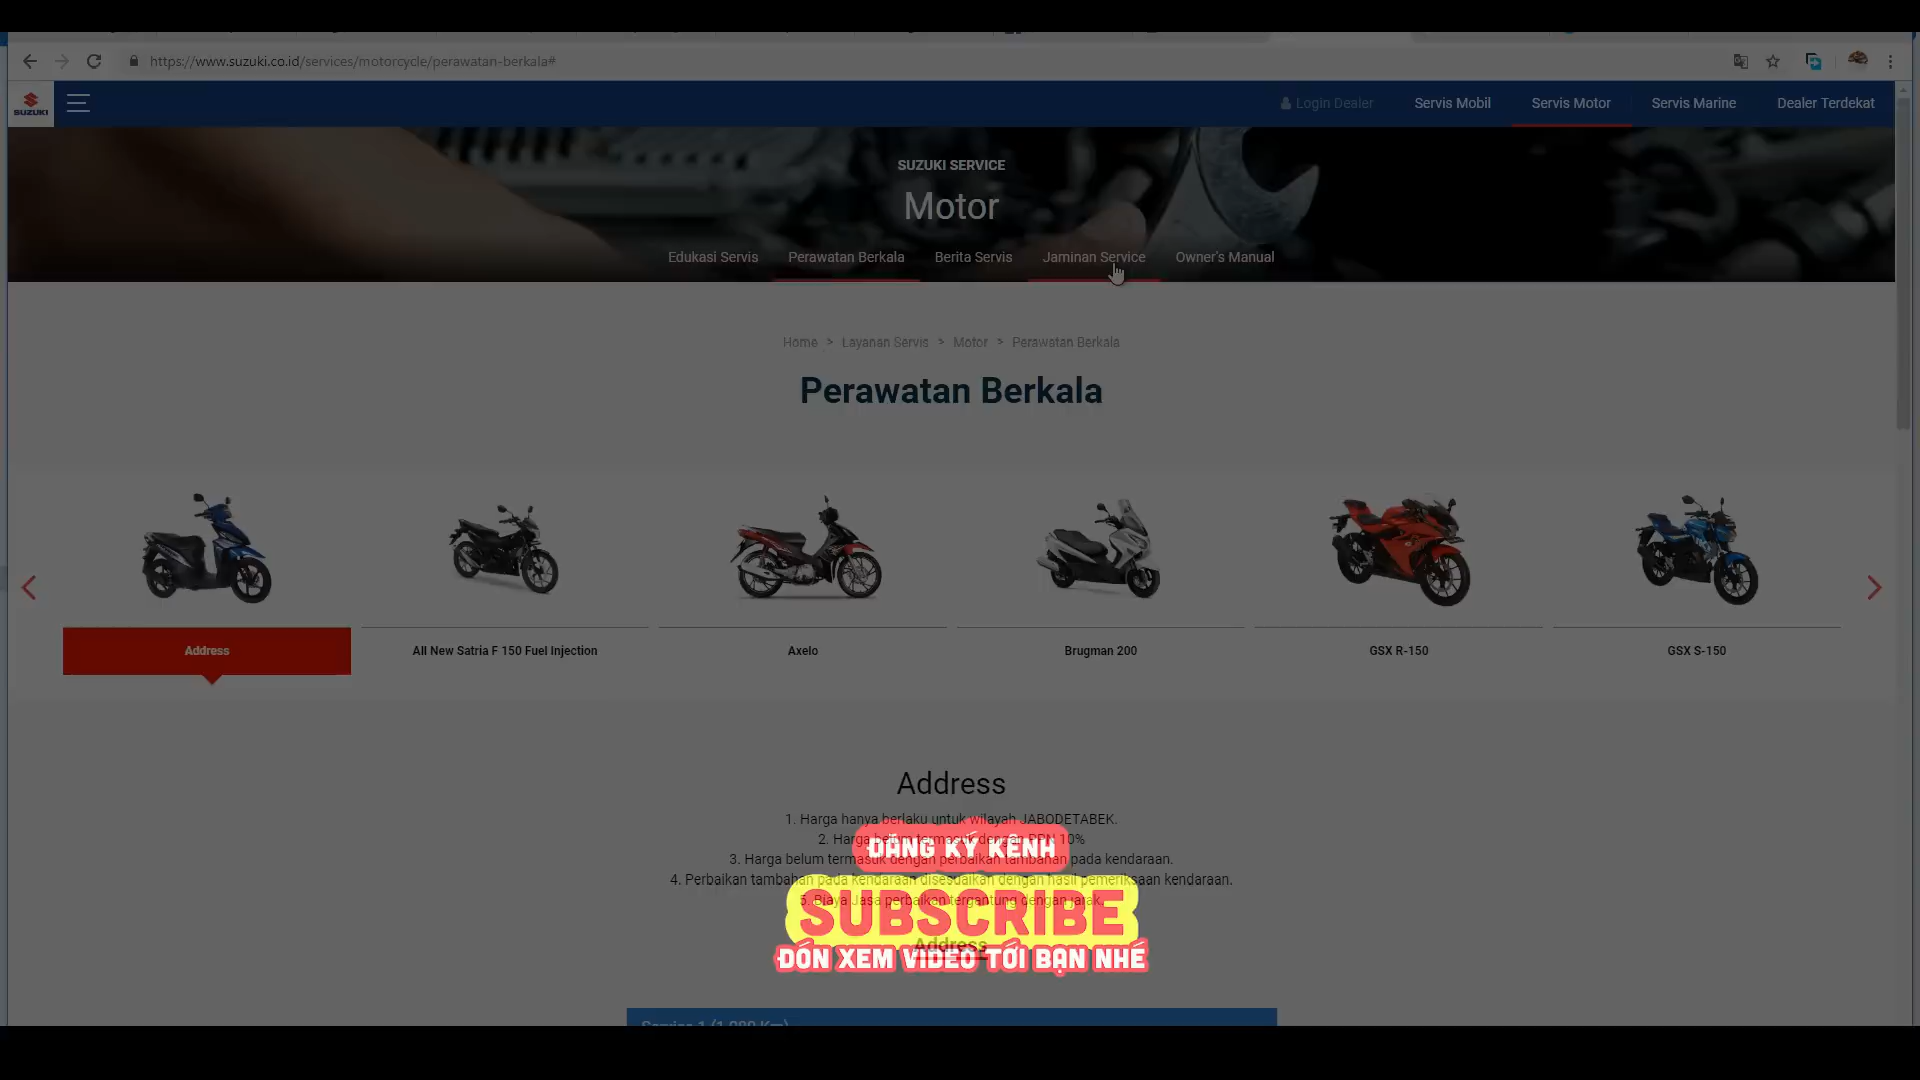 https://www.suzuki.co.id/services/motorcycle/perawatan-berkala#
SUZUKI
Login Dealer
Servis Mobil
Servis Motor
Servis Marine
Dealer Terdekat
SUZUKI SERVICE
Motor
Edukasi Servis
Perawatan Berkala
Berita Servis
Jaminan Service
Owner's Manual
Home > Layanan Servis > Motor > Perawatan Berkala
Perawatan Berkala
Address
All New Satria F 150 Fuel Injection
Axelo
Brugman 200
GSX R-150
GSX S-150
Address
1. Harga hanya berlaku untuk wilayah JABODETABEK.
2. Harga belum termasuk dengan PPN 10%
3. Harga belum termasuk dengan perbaikan tambahan pada kendaraan.
4. Perbaikan tambahan pada kendaraan disesuaikan dengan hasil pemeriksaan kendaraan.
5. Biaya Jasa perbaikan tergantung dengan jarak.
ĐĂNG KÝ KÊNH
SUBSCRIBE
Address
ĐÓN XEM VIDEO TỚI BẠN NHÉ
Service 1 (1.000 Km)